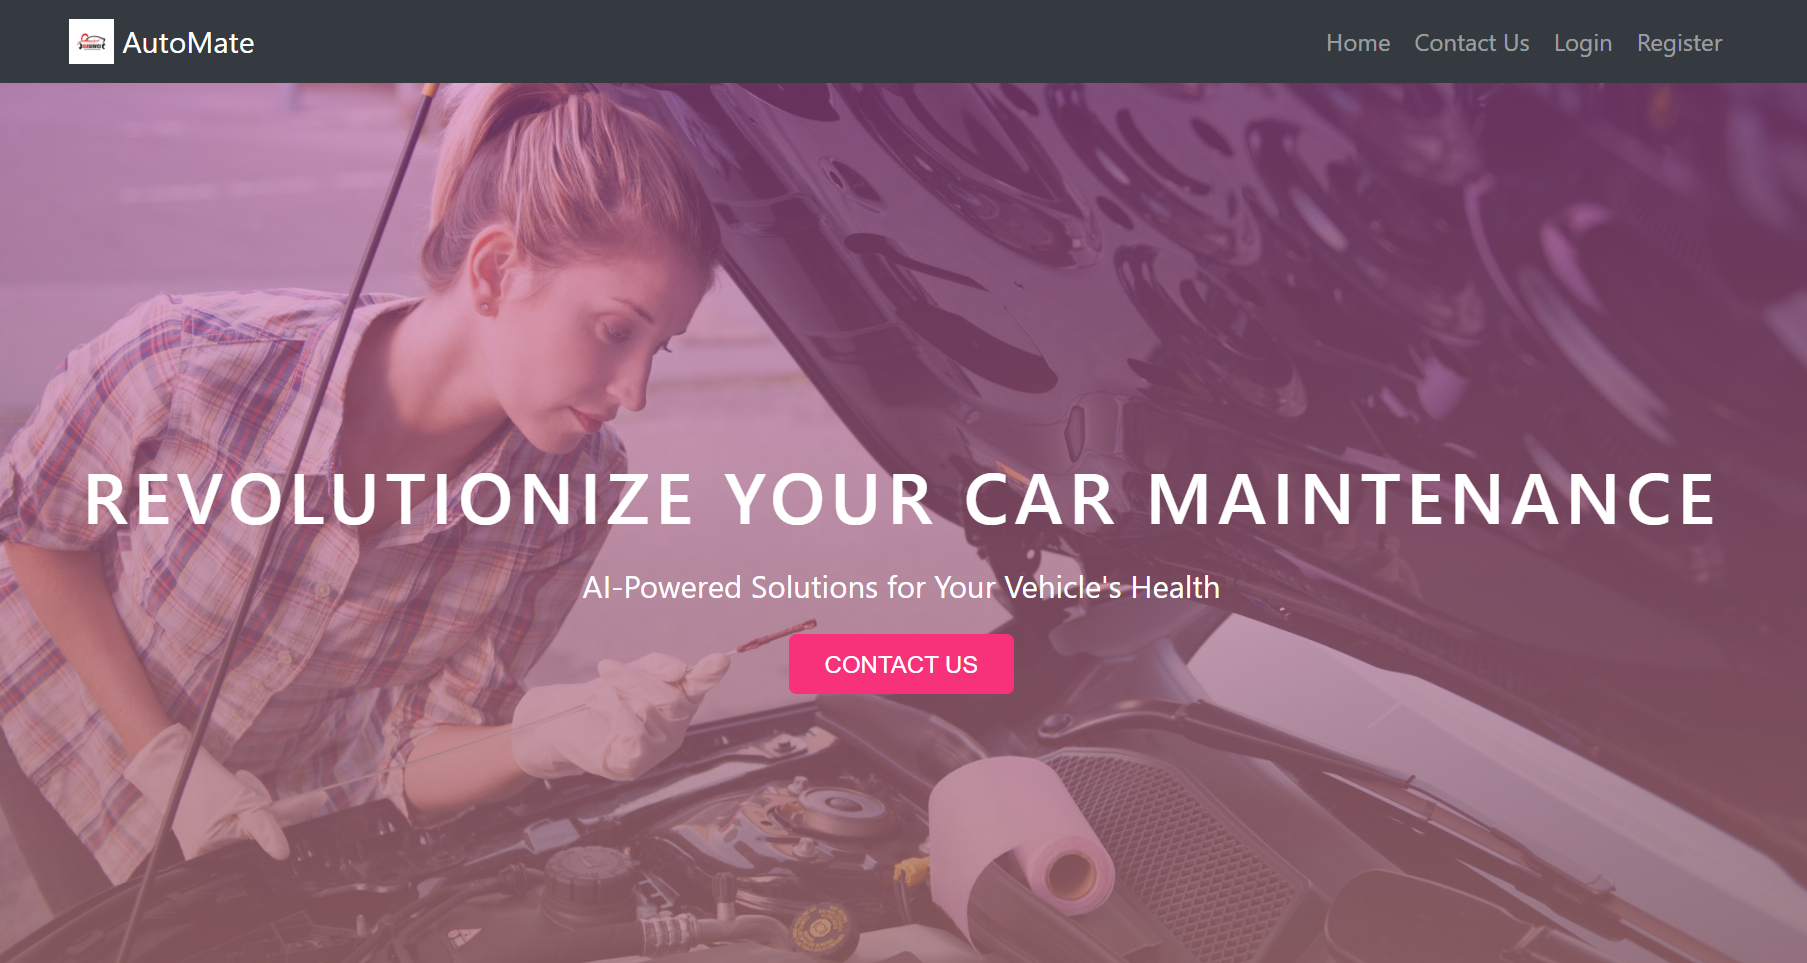 AutoMate
Home Contact Us Login Register
REVOLUTIONIZE YOUR CAR MAINTENANCE
AI-Powered Solutions for Your Vehicle's Health
CONTACT US